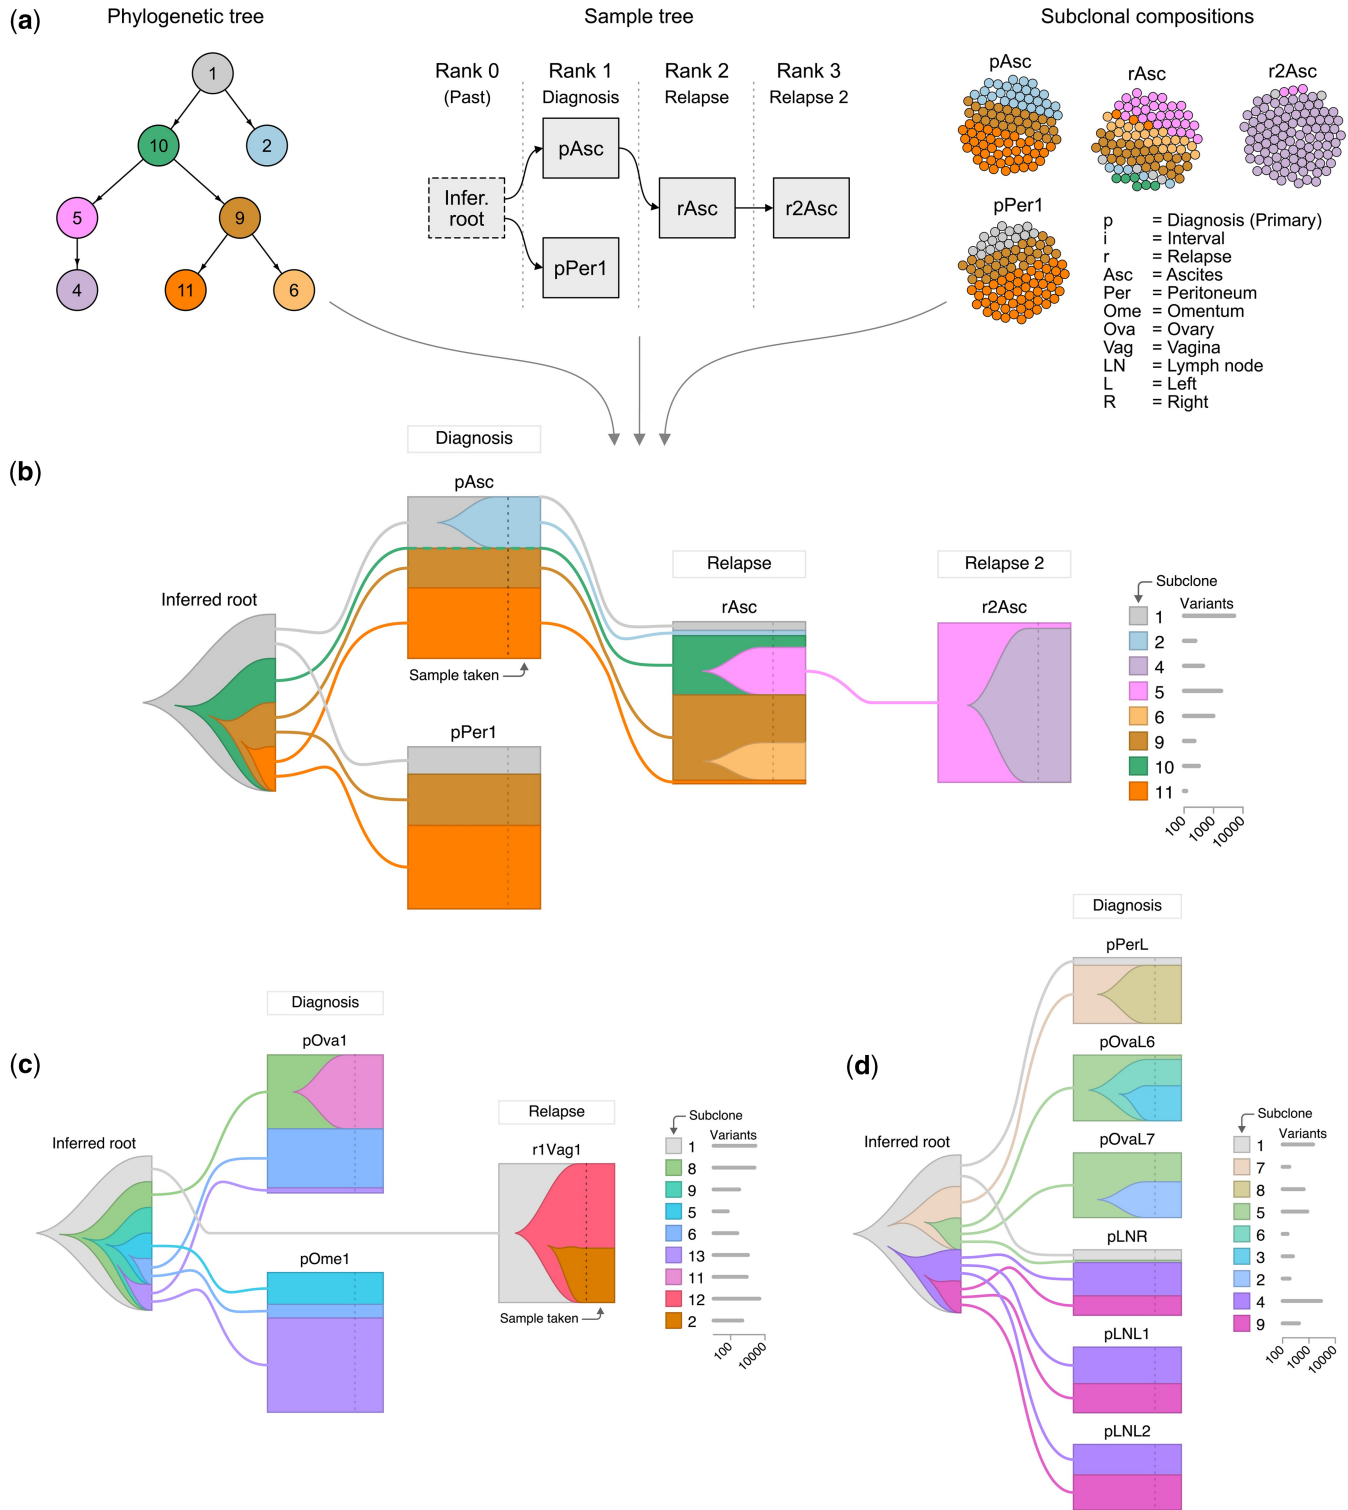 (a)
Phylogenetic tree
Sample tree
Subclonal compositions
1
10
2
5
9
4
11
6
Rank 0
(Past)
Rank 1
Diagnosis
Rank 2
Relapse
Rank 3
Relapse 2
Infer.
root
pAsc
pPer1
rAsc
r2Asc
pAsc
rAsc
r2Asc
pPer1
p = Diagnosis (Primary)
i = Interval
r = Relapse
Asc = Ascites
Per = Peritoneum
Ome = Omentum
Ova = Ovary
Vag = Vagina
LN = Lymph node
L = Left
R = Right
(b)
Diagnosis
pAsc
Inferred root
Sample taken
pPer1
Relapse
rAsc
Relapse 2
r2Asc
Subclone
Variants
1
2
4
5
6
9
10
11
100
1000
10000
(c)
Diagnosis
pOva1
Inferred root
pOme1
Relapse
r1Vag1
Sample taken
Subclone
Variants
1
8
9
5
6
13
11
12
2
100
10000
(d)
Diagnosis
pPerL
pOvaL6
pOvaL7
Inferred root
pLNR
pLNL1
pLNL2
Subclone
Variants
1
7
8
5
6
3
2
4
9
100
1000
10000